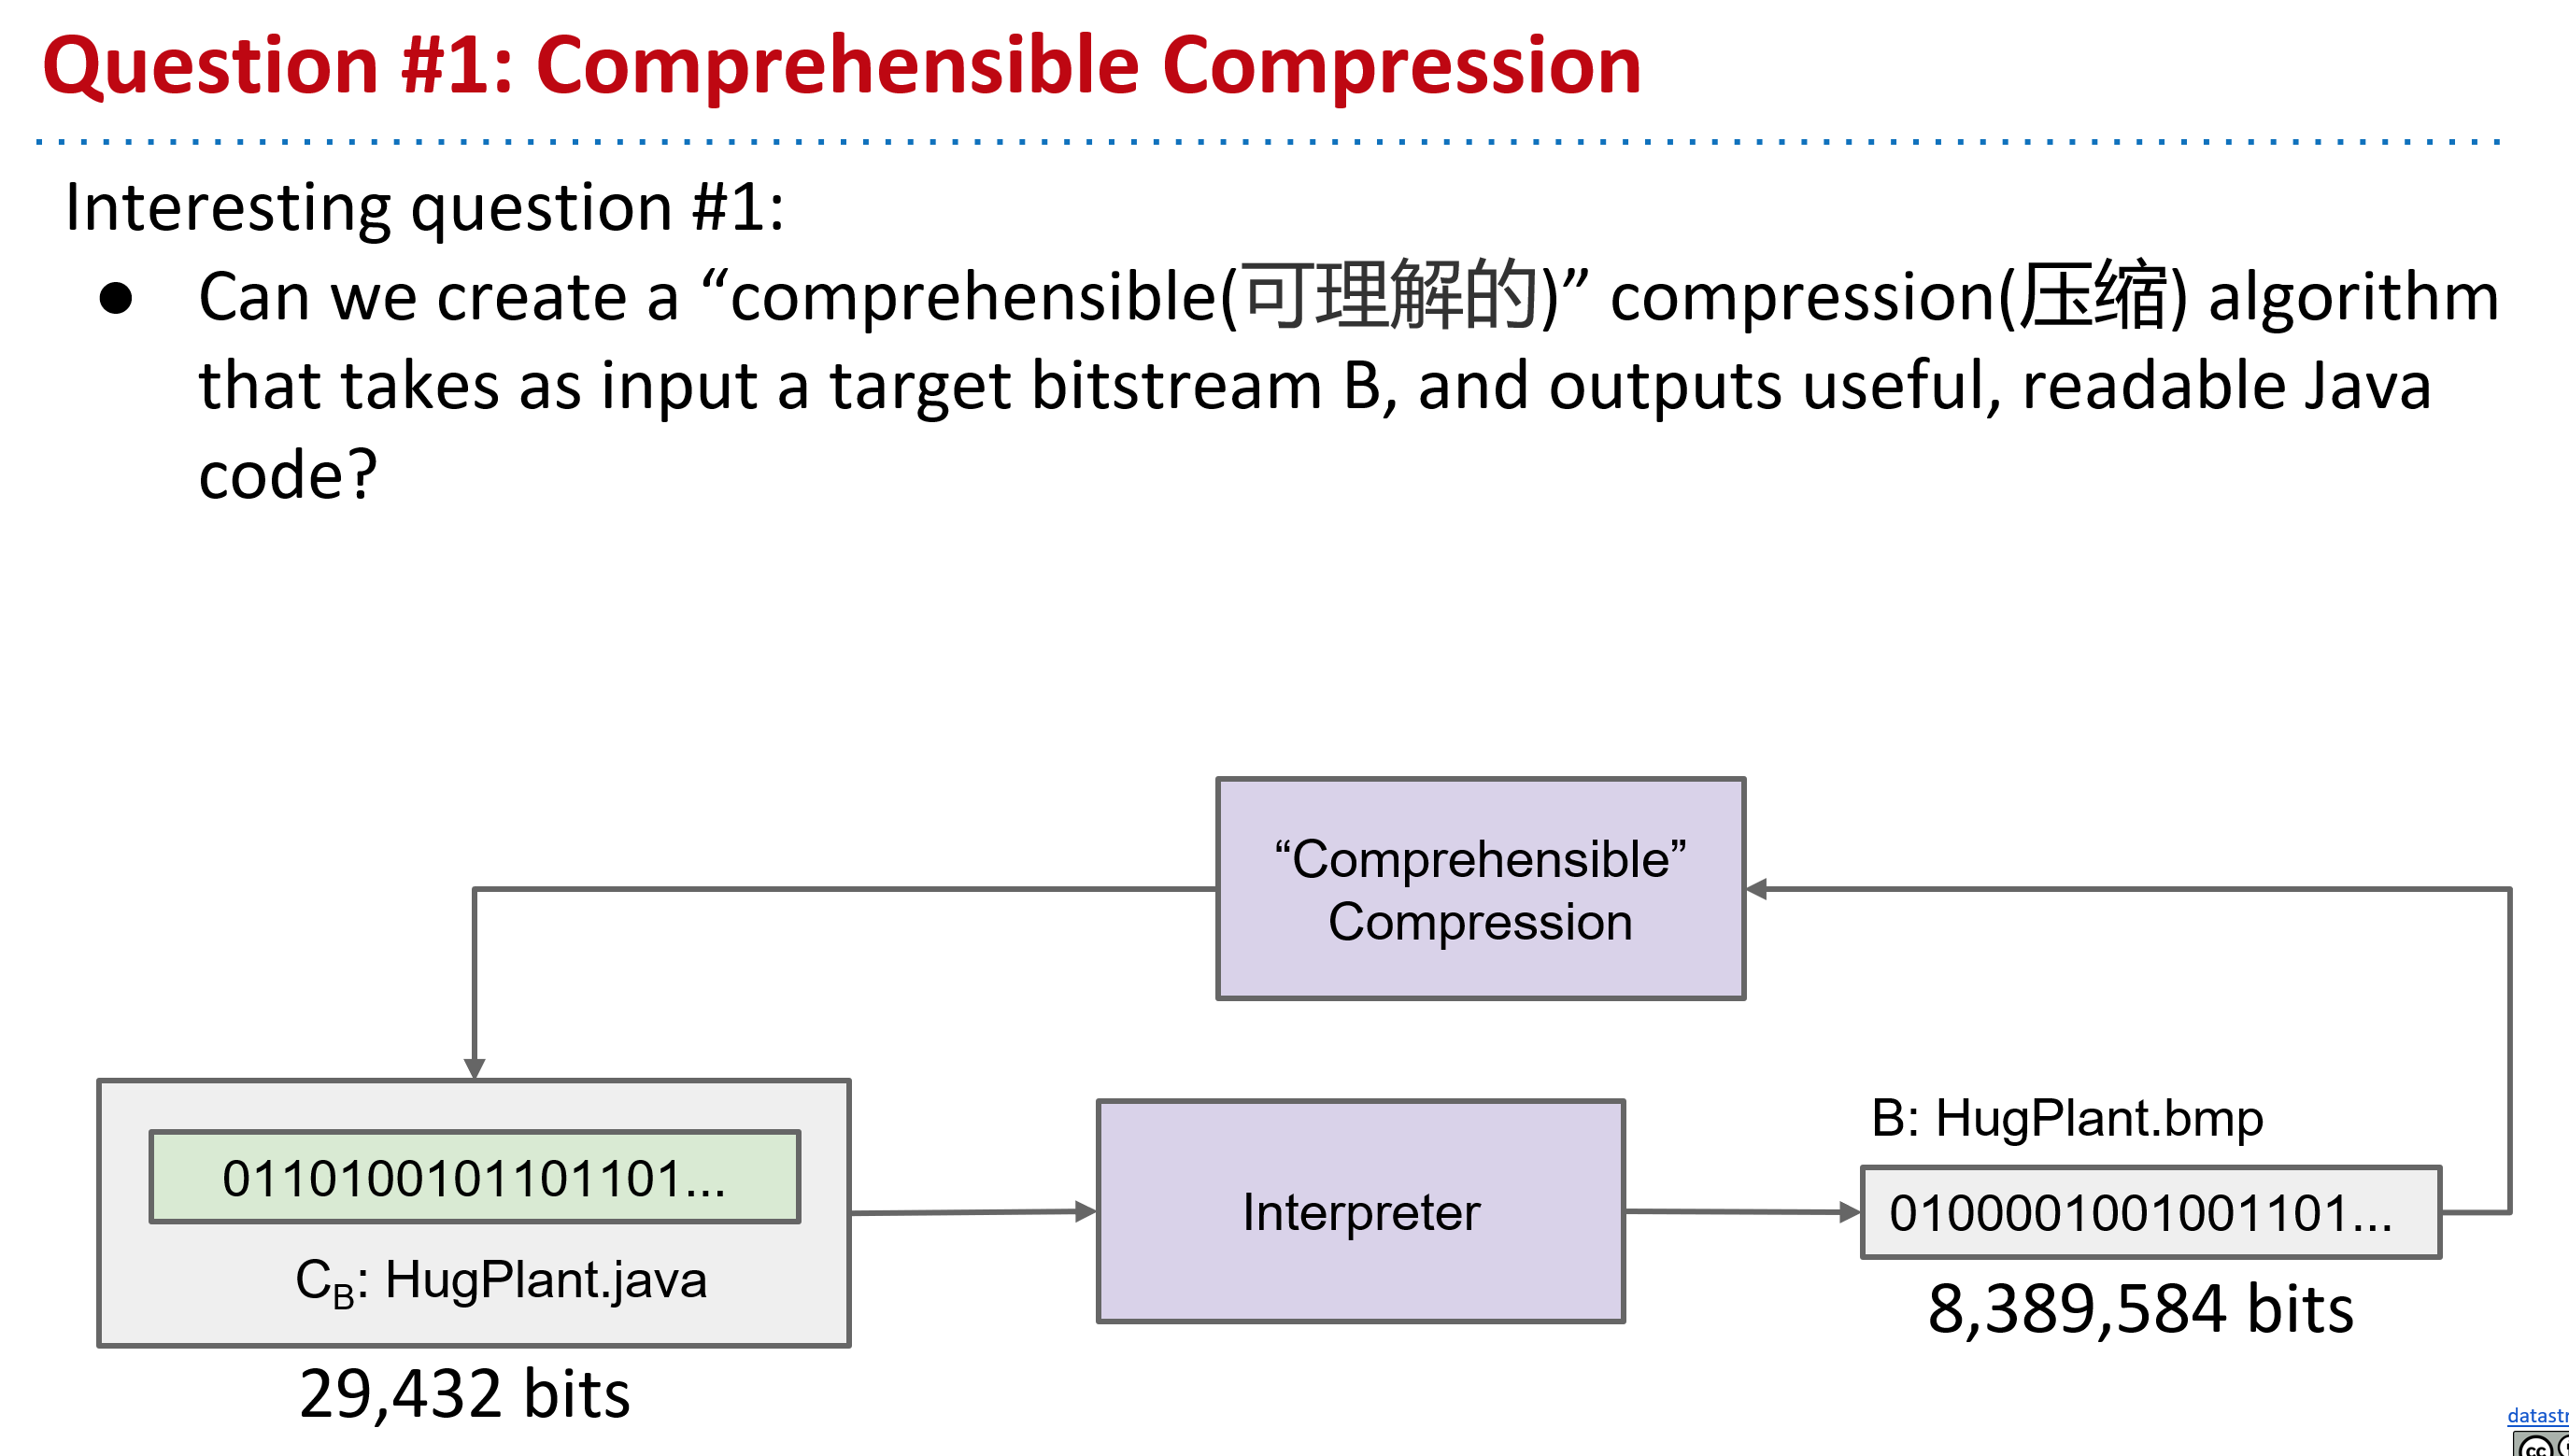 Question #1: Comprehensible Compression
Interesting question #1:
● Can we create a “comprehensible(可理解的)” compression(压缩) algorithm
that takes as input a target bitstream B, and outputs useful, readable Java
code?
“Comprehensible”
Compression
0110100101101101...
C_B: HugPlant.java
29,432 bits
Interpreter
B: HugPlant.bmp
0100001001001101...
8,389,584 bits
datastr
cc